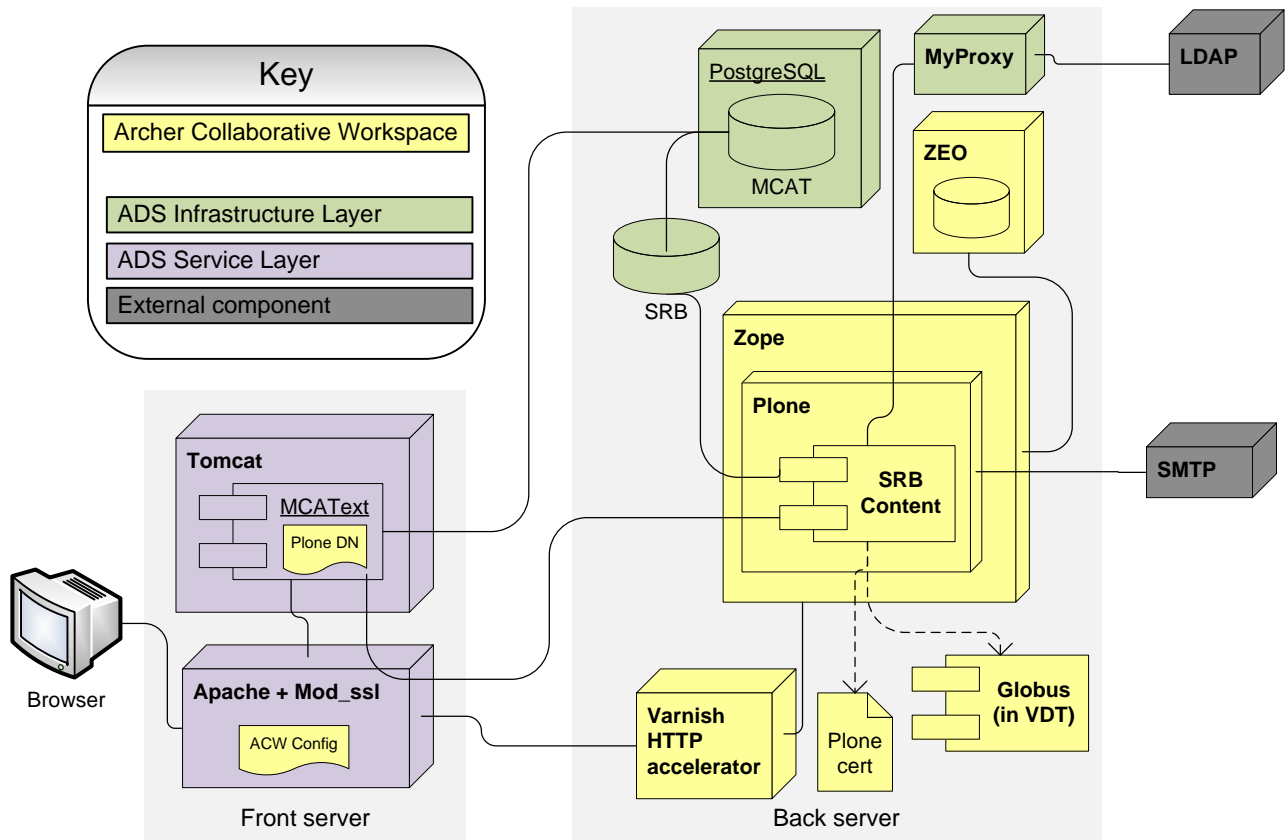 Key
Archer Collaborative Workspace
ADS Infrastructure Layer
ADS Service Layer
External component
PostgreSQL
MCAT
MyProxy
LDAP
ZEO
SRB
Zope
Plone
SRB
Content
SMTP
Tomcat
MCAText
Plone DN
Browser
Apache + Mod_ssl
ACW Config
Varnish
HTTP
accelerator
Plone
cert
Globus
(in VDT)
Front server
Back server